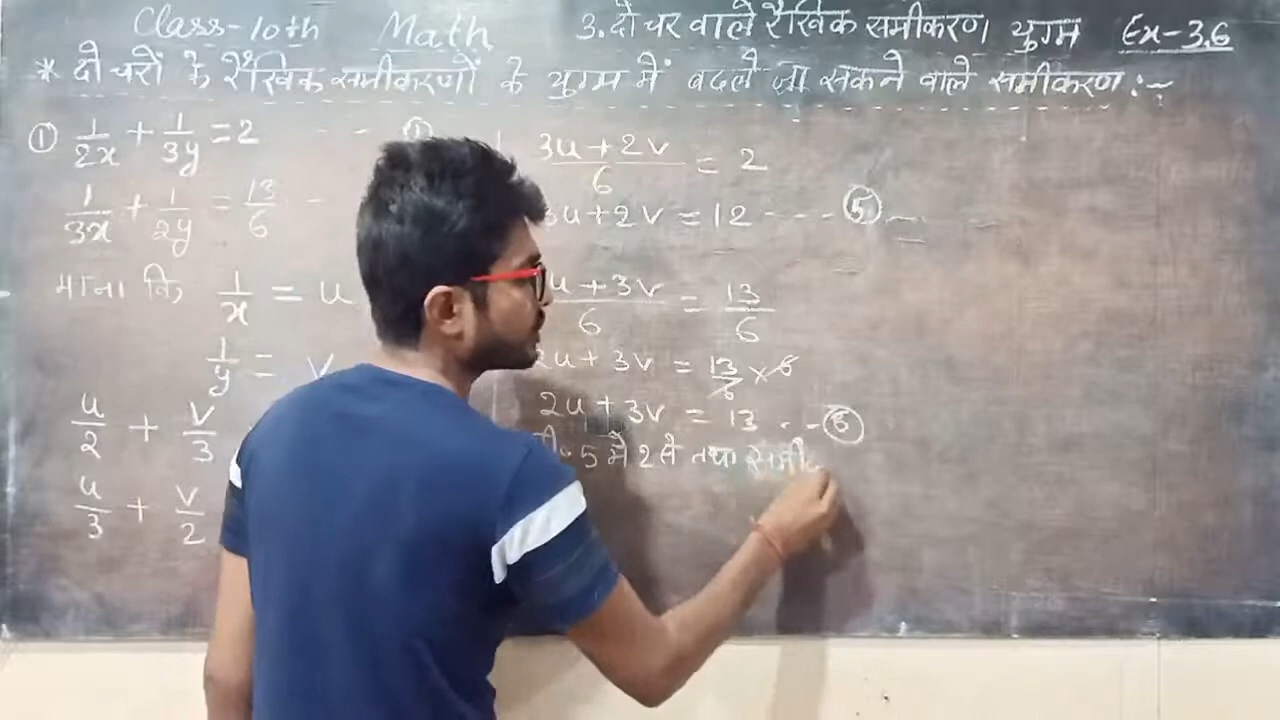 Class-10th Math 3. दो चर वाले रैखिक समीकरण युग्म Ex-3.6
* दो चरों के रैखिक समीकरणों के युग्म में बदले जा सकने वाले समीकरण :-
① 1/2x + 1/3y = 2 - - ①
1/3x + 1/2y = 13/6 -
माना कि, 1/x = u
1/y = v
u/2 + v/3
u/3 + v/2
3u + 2v/6 = 2
3u + 2v = 12 - - - - ⑤
u + 3v/6 = 13/6
2u + 3v = 13/6 × 6
2u + 3v = 13 . - - ⑥
5 में 2 से तथा समी०